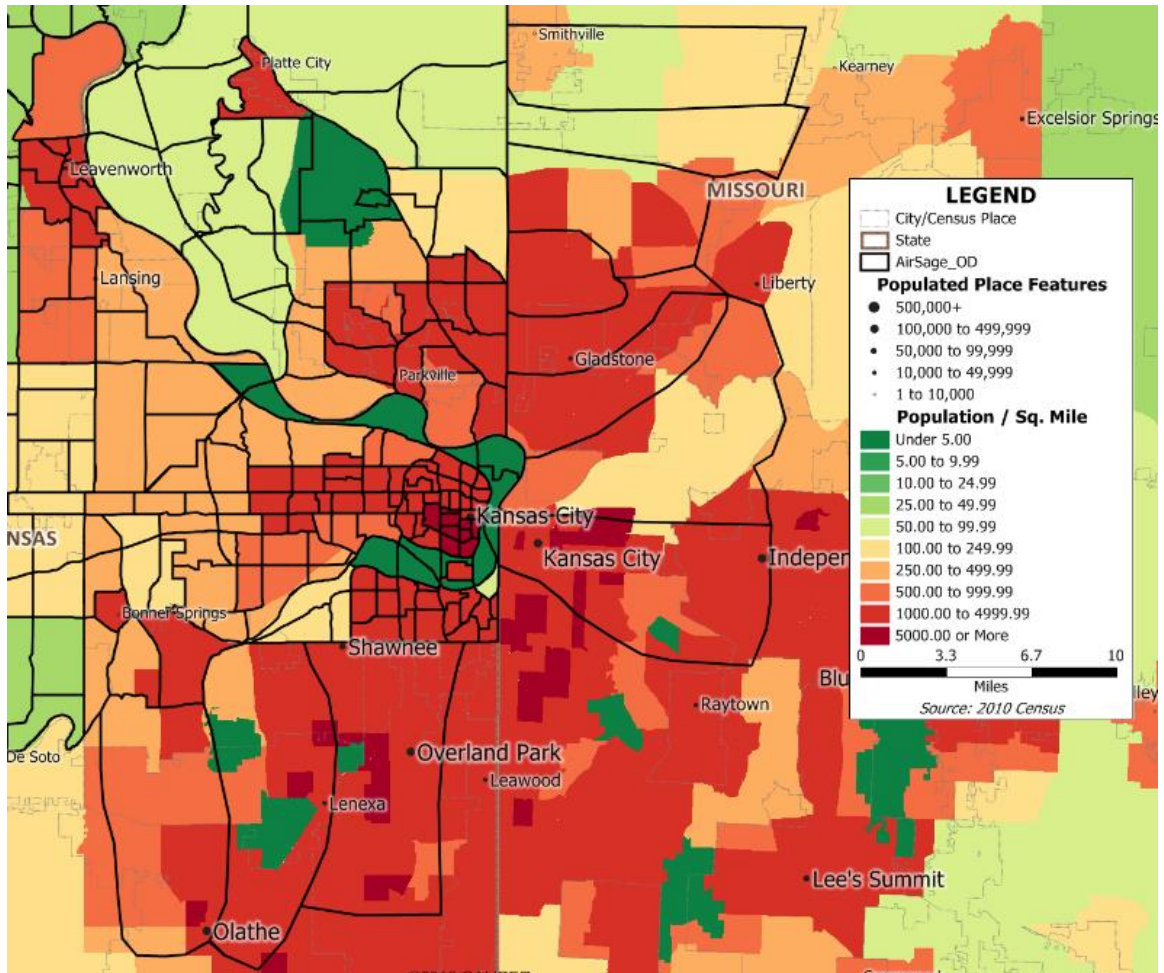 Smithville
Platte City
Kearney
Excelsior Springs
Leavenworth
MISSOURI
Lansing
Liberty
Gladstone
Parkville
Kansas City
NSAS
Kansas City
Indepen
Bonner Springs
Shawnee
Blu
Raytown
lley
De Soto
Overland Park
Leawood
Lenexa
Lee's Summit
Olathe
LEGEND
City/Census Place
State
AirSage_OD
Populated Place Features
500,000+
100,000 to 499,999
50,000 to 99,999
10,000 to 49,999
1 to 10,000
Population / Sq. Mile
Under 5.00
5.00 to 9.99
10.00 to 24.99
25.00 to 49.99
50.00 to 99.99
100.00 to 249.99
250.00 to 499.99
500.00 to 999.99
1000.00 to 4999.99
5000.00 or More
0 3.3 6.7 10
Miles
Source: 2010 Census